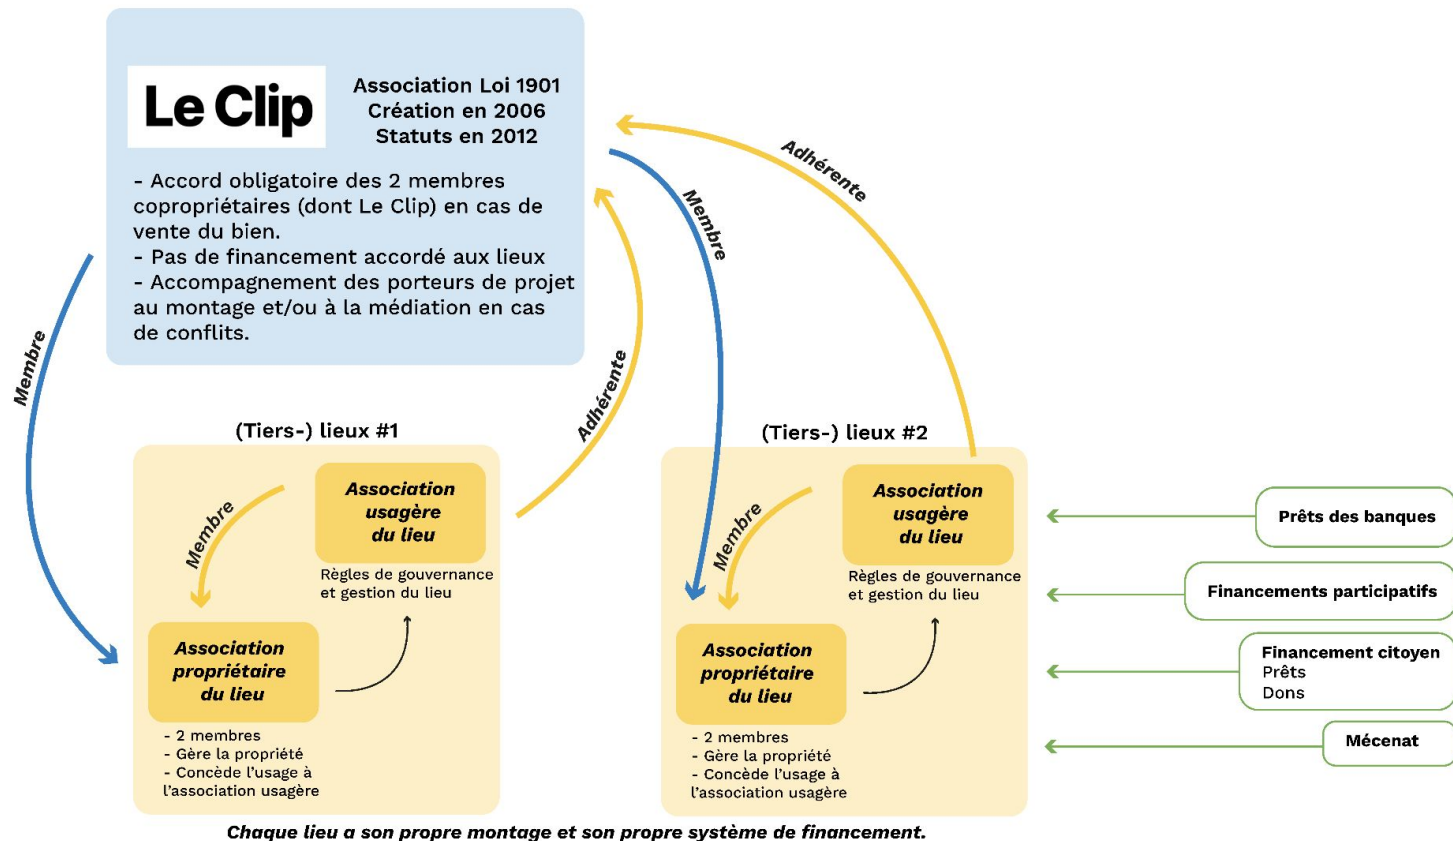 Le Clip
Association Loi 1901
Création en 2006
Statuts en 2012
- Accord obligatoire des 2 membres
copropriétaires (dont Le Clip) en cas de
vente du bien.
- Pas de financement accordé aux lieux
- Accompagnement des porteurs de projet
au montage et/ou à la médiation en cas
de conflits.
Membre
Adhérente
Membre
Adhérente
(Tiers-) lieux #1
Association
usagère
du lieu
Membre
Règles de gouvernance
et gestion du lieu
Association
propriétaire
du lieu
- 2 membres
- Gère la propriété
- Concède l’usage à
l’association usagère
(Tiers-) lieux #2
Association
usagère
du lieu
Membre
Règles de gouvernance
et gestion du lieu
Association
propriétaire
du lieu
- 2 membres
- Gère la propriété
- Concède l’usage à
l’association usagère
Prêts des banques
Financements participatifs
Financement citoyen
Prêts
Dons
Mécenat
Chaque lieu a son propre montage et son propre système de financement.